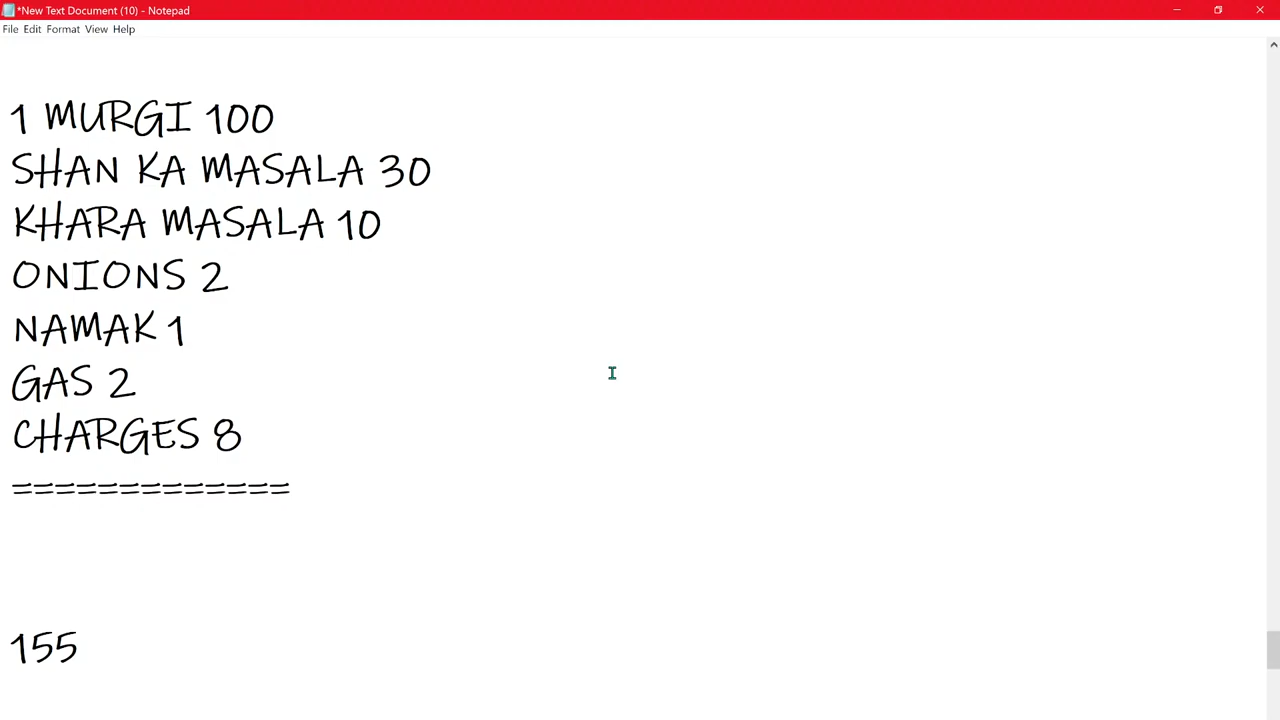 *New Text Document (10) - Notepad
File Edit Format View Help
1 MURGI 100
SHAN KA MASALA 30
KHARA MASALA 10
ONIONS 2
NAMAK 1
GAS 2
CHARGES 8
=============
155